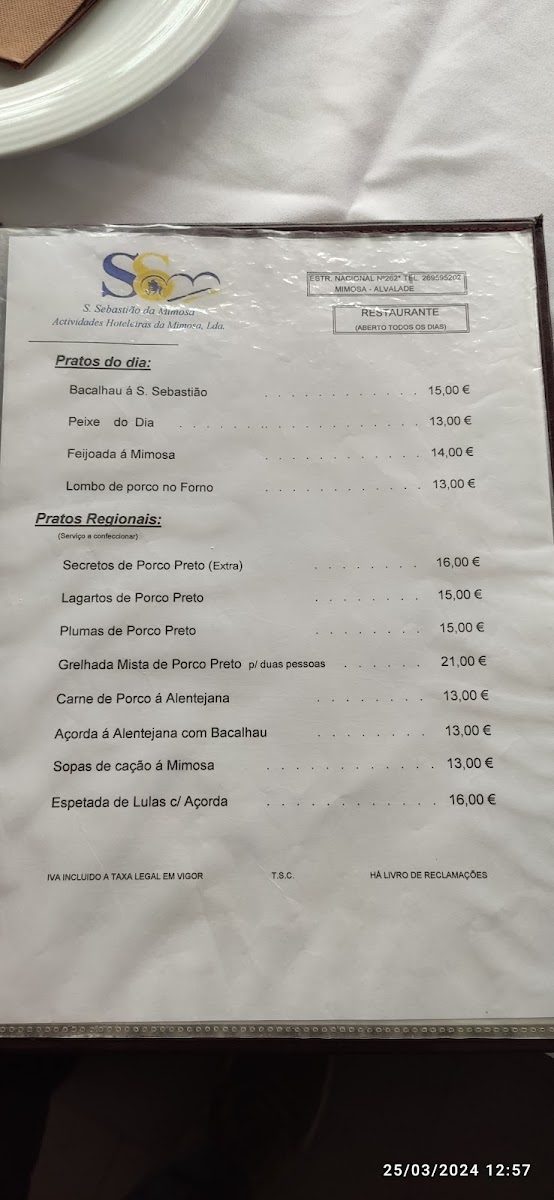 SS
S. Sebastião da Mimosa
Actividades Hoteleiras da Mimosa, Lda.
ESTR. NACIONAL Nº262* TEL. 269595202
MIMOSA - ALVALADE
RESTAURANTE
(ABERTO TODOS OS DIAS)
Pratos do dia:
Bacalhau á S. Sebastião . . . . . . . . . . . . 15,00 €
Peixe do Dia . . . . . . . . . . . . . . . . . . 13,00 €
Feijoada á Mimosa . . . . . . . . . . . . 14,00 €
Lombo de porco no Forno . . . . . . . . . . . . 13,00 €
Pratos Regionais:
(Serviço a confeccionar)
Secretos de Porco Preto (Extra) . . . . . . . . 16,00 €
Lagartos de Porco Preto . . . . . . . . 15,00 €
Plumas de Porco Preto . . . . . . . . 15,00 €
Grelhada Mista de Porco Preto p/ duas pessoas . . . . . . 21,00 €
Carne de Porco á Alentejana . . . . . . . . 13,00 €
Açorda á Alentejana com Bacalhau . . . . . . . . 13,00 €
Sopas de cação á Mimosa . . . . . . . . . . . . 13,00 €
Espetada de Lulas c/ Açorda . . . . . . . . . . . . 16,00 €
IVA INCLUIDO A TAXA LEGAL EM VIGOR T.S.C. HÁ LIVRO DE RECLAMAÇÕES
25/03/2024 12:57